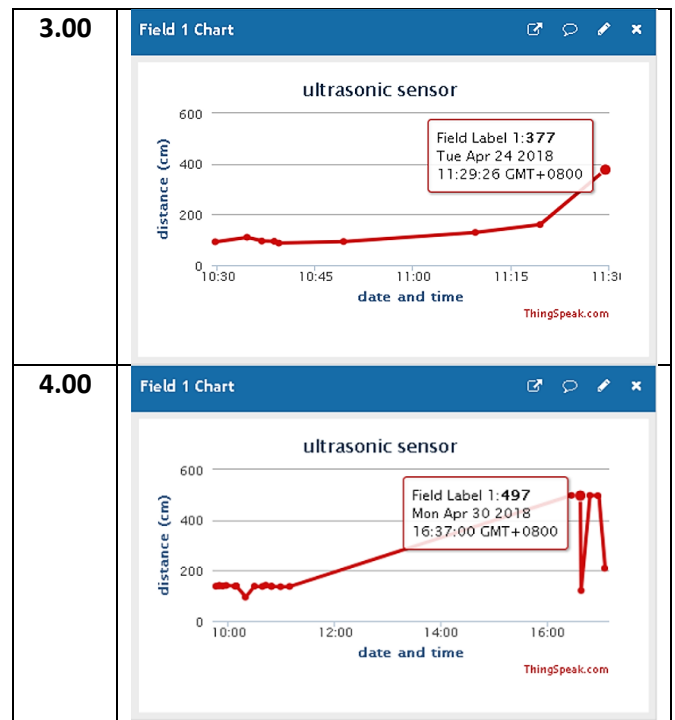 3.00
Field 1 Chart
ultrasonic sensor
600
400
200
0
distance (cm)
Field Label 1:377
Tue Apr 24 2018
11:29:26 GMT+0800
10:30 10:45 11:00 11:15 11:3
date and time
ThingSpeak.com
4.00
Field 1 Chart
ultrasonic sensor
600
400
200
0
distance (cm)
Field Label 1:497
Mon Apr 30 2018
16:37:00 GMT+0800
10:00 12:00 14:00 16:00
date and time
ThingSpeak.com